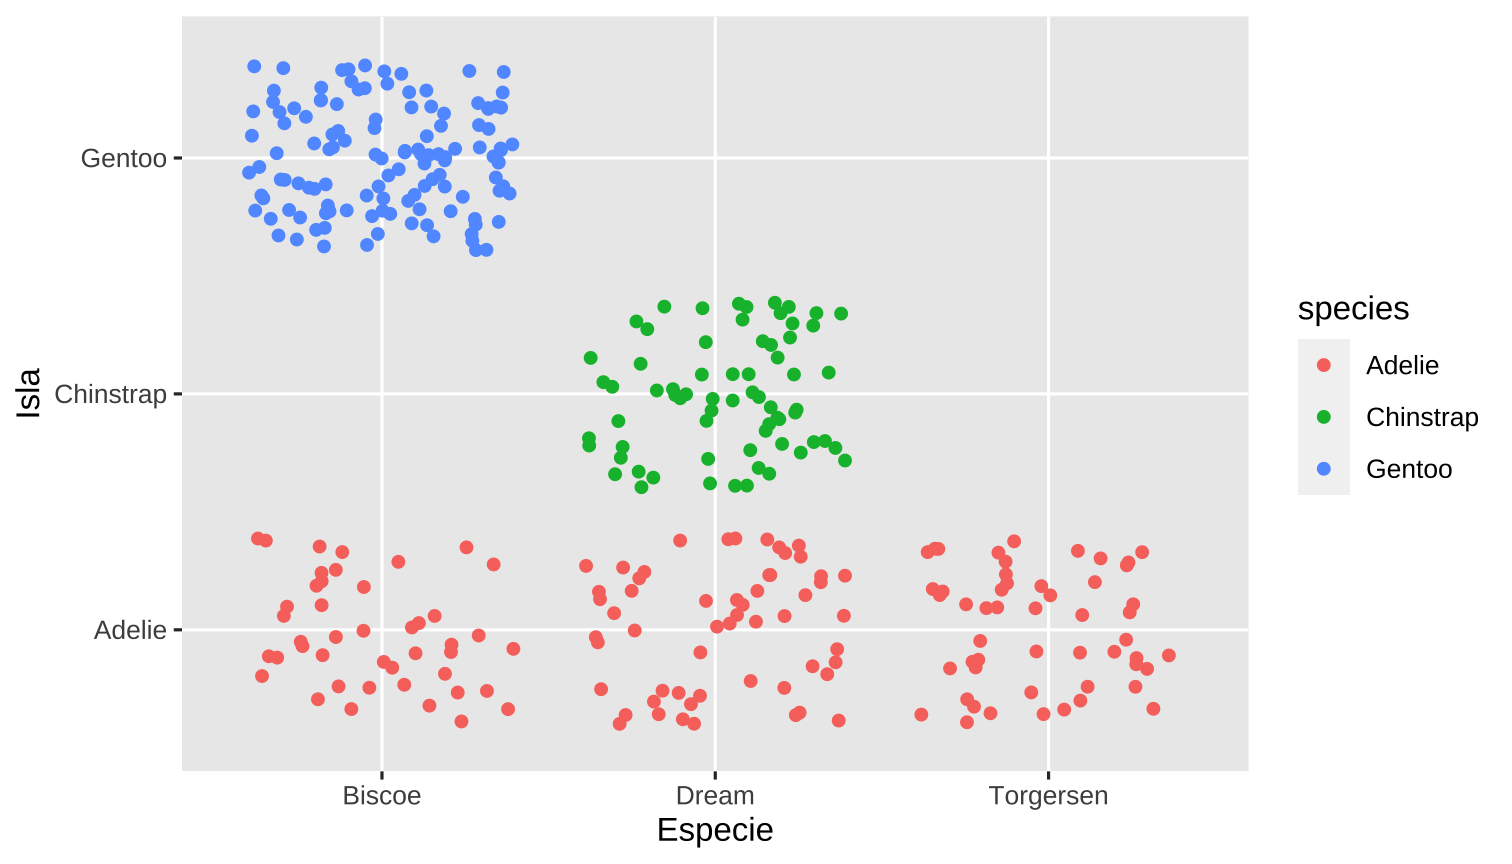 Isla
Gentoo
Chinstrap
Adelie
Biscoe
Dream
Torgersen
Especie
species
Adelie
Chinstrap
Gentoo